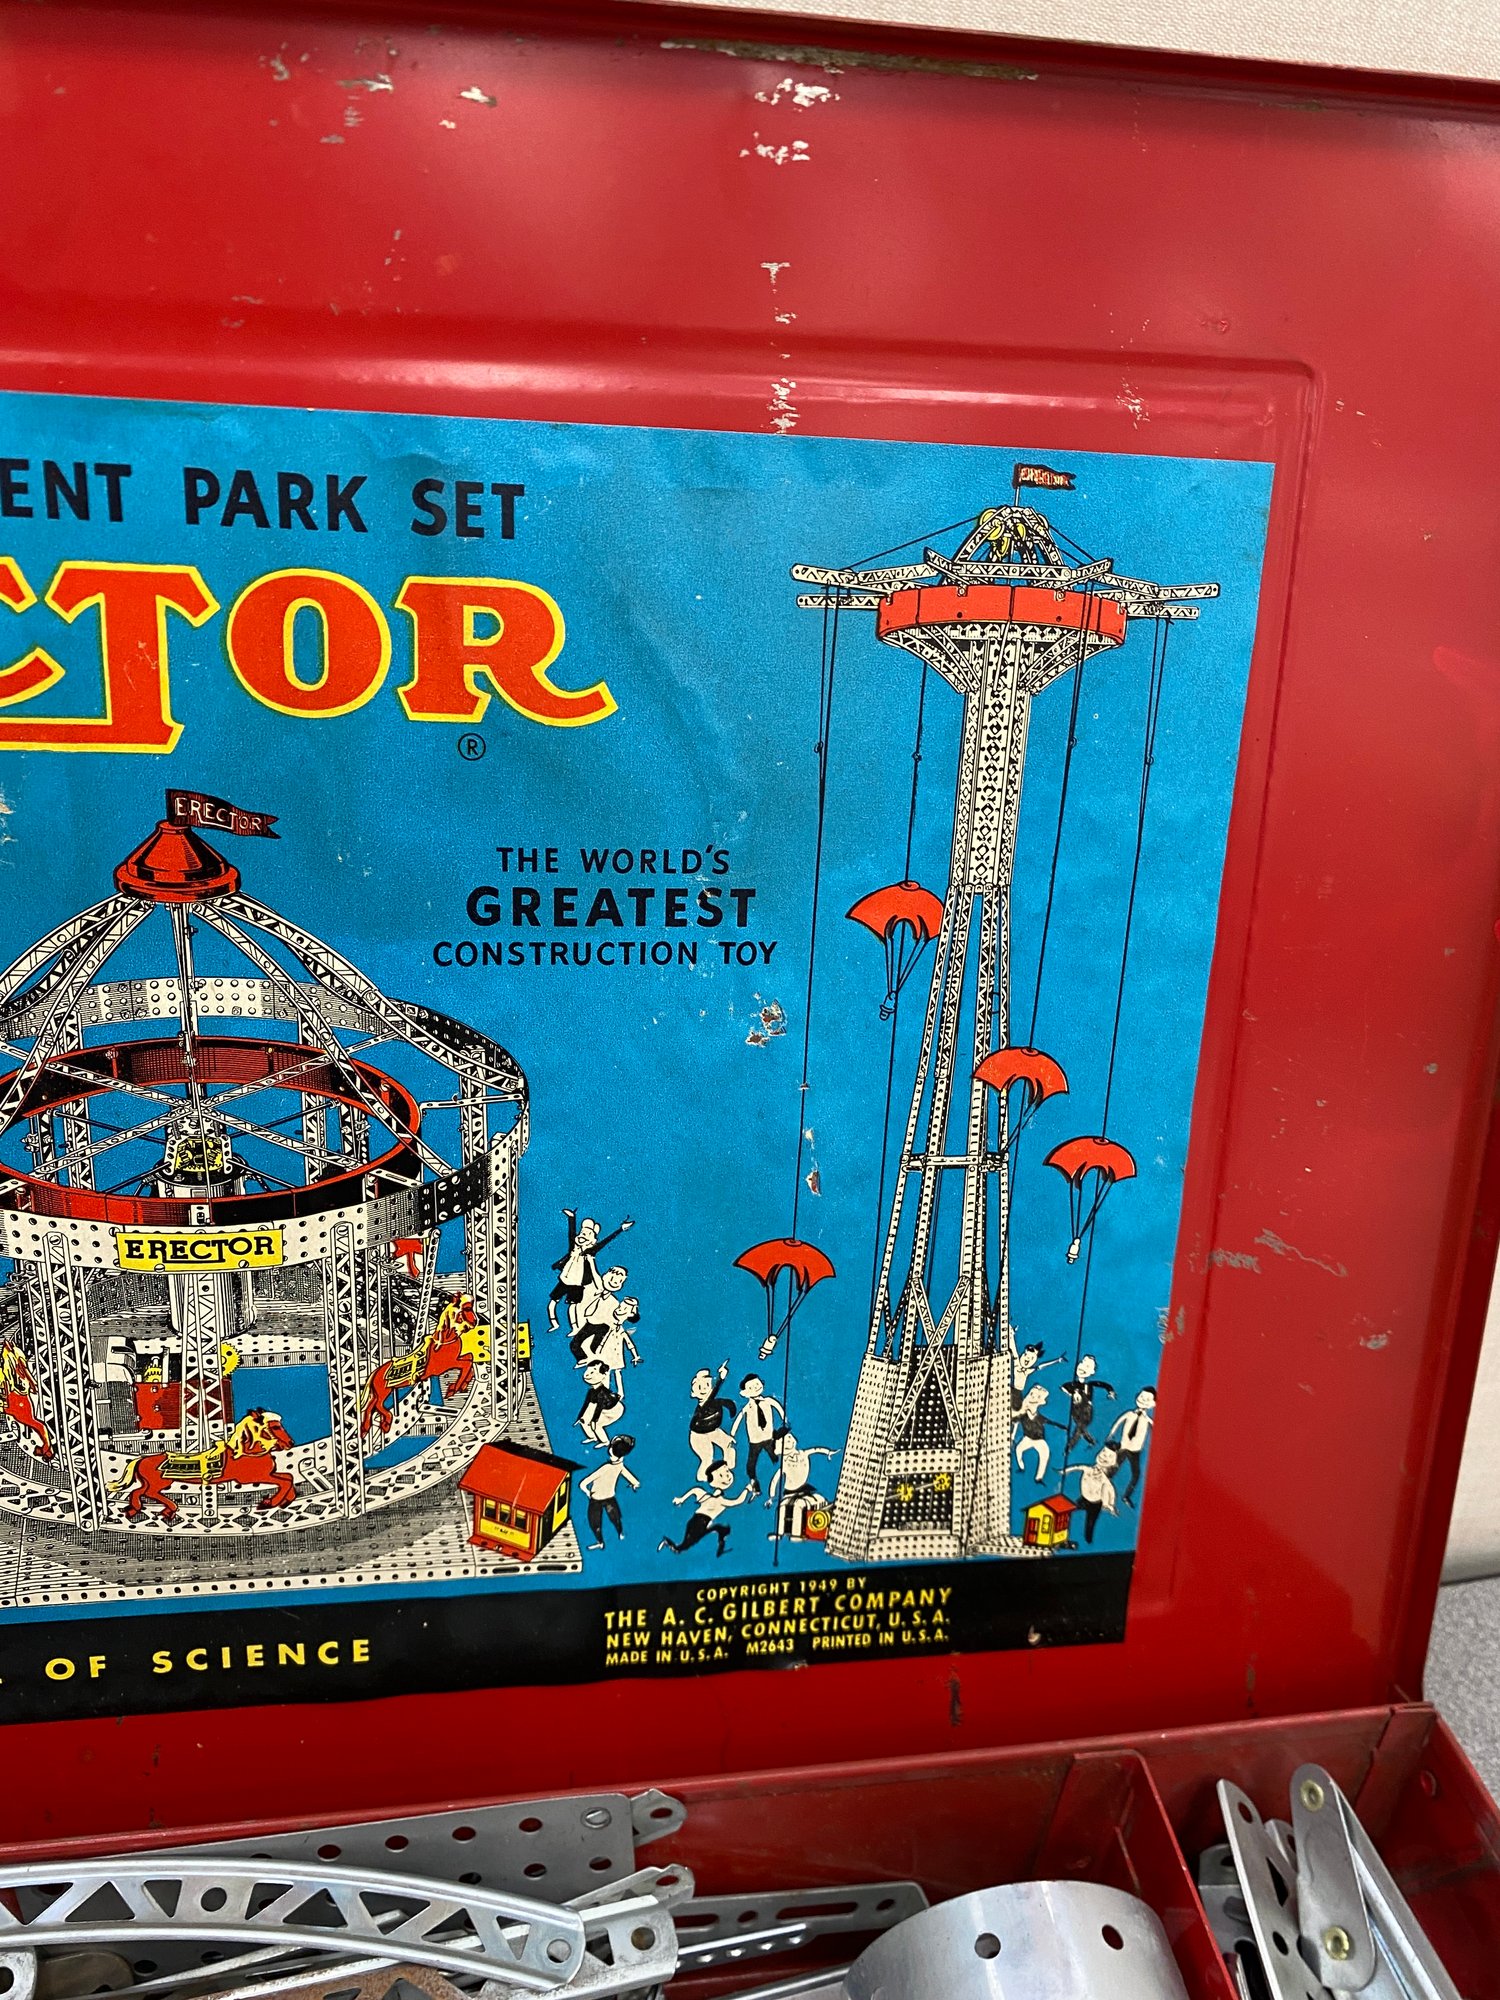 ENT PARK SET
CTOR
®
ERECTOR
THE WORLD'S
GREATEST
CONSTRUCTION TOY
ERECTOR
OF SCIENCE
COPYRIGHT 1949 BY
THE A. C. GILBERT COMPANY
NEW HAVEN, CONNECTICUT, U. S. A.
MADE IN U. S. A. M2643 PRINTED IN U. S. A.